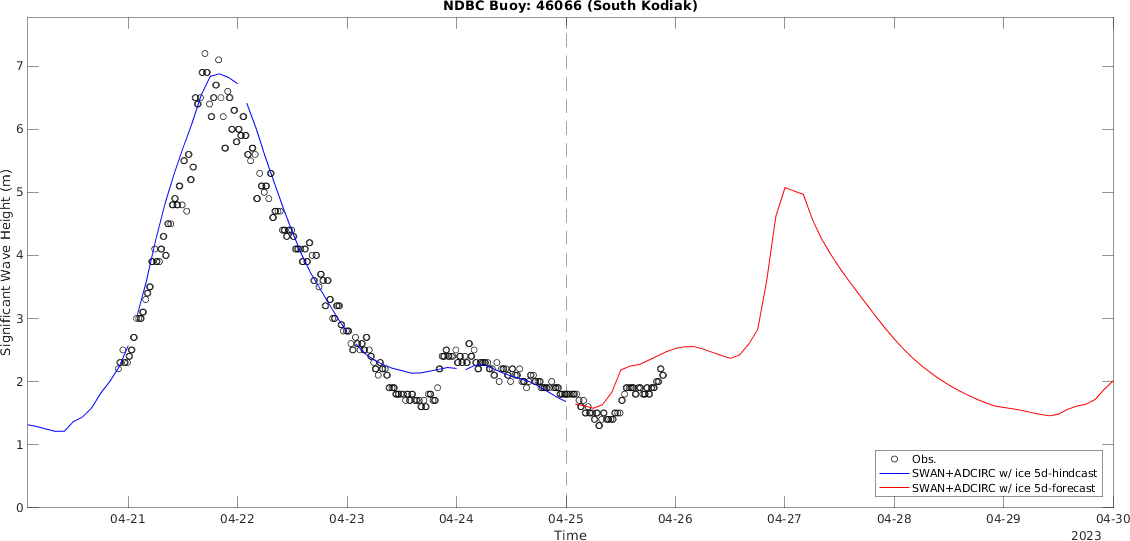 NDBC Buoy: 46066 (South Kodiak)
7
6
5
4
3
2
1
0
Significant Wave Height (m)
04-21 04-22 04-23 04-24 04-25 04-26 04-27 04-28 04-29 04-30
Time
2023
Obs.
SWAN+ADCIRC w/ ice 5d-hindcast
SWAN+ADCIRC w/ ice 5d-forecast